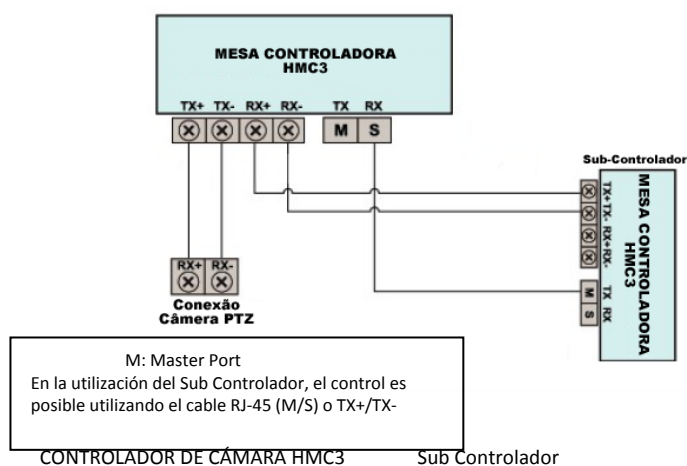 MESA CONTROLADORA
HMC3
TX+ TX- RX+ RX- TX RX
M S
Sub-Controlador
MESA CONTROLADORA
HMC3
TX+ TX- RX+ RX- TX RX
M S
RX+ RX-
Conexão
Câmera PTZ
M: Master Port
En la utilización del Sub Controlador, el control es
posible utilizando el cable RJ-45 (M/S) o TX+/TX-
CONTROLADOR DE CÁMARA HMC3 Sub Controlador